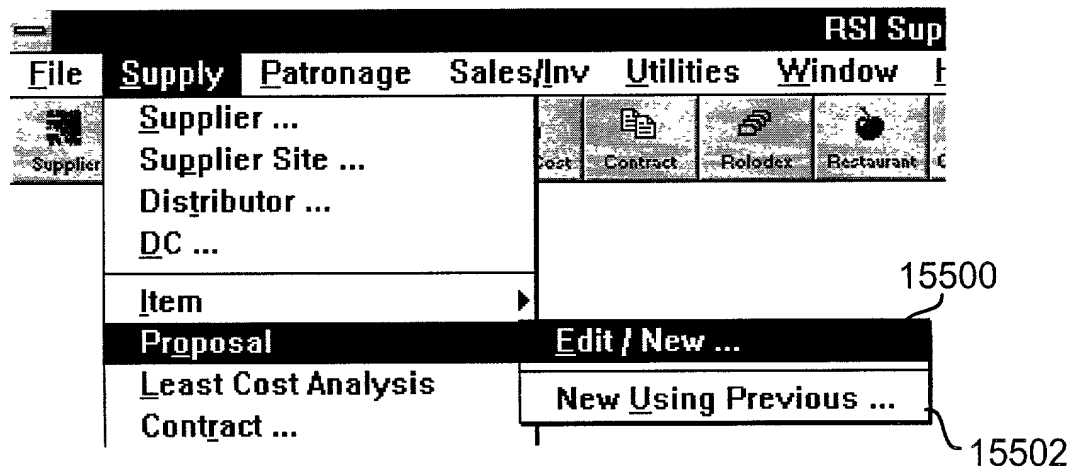 RSI Sup
File Supply Patronage Sales/Inv Utilities Window H
Supplier ...
Supplier Cost Contract Rolodex Restaurant
Supplier Site ...
Distributor ...
DC ...
15500
Item
Proposal Edit / New ...
Least Cost Analysis
New Using Previous ...
Contract ...
15502